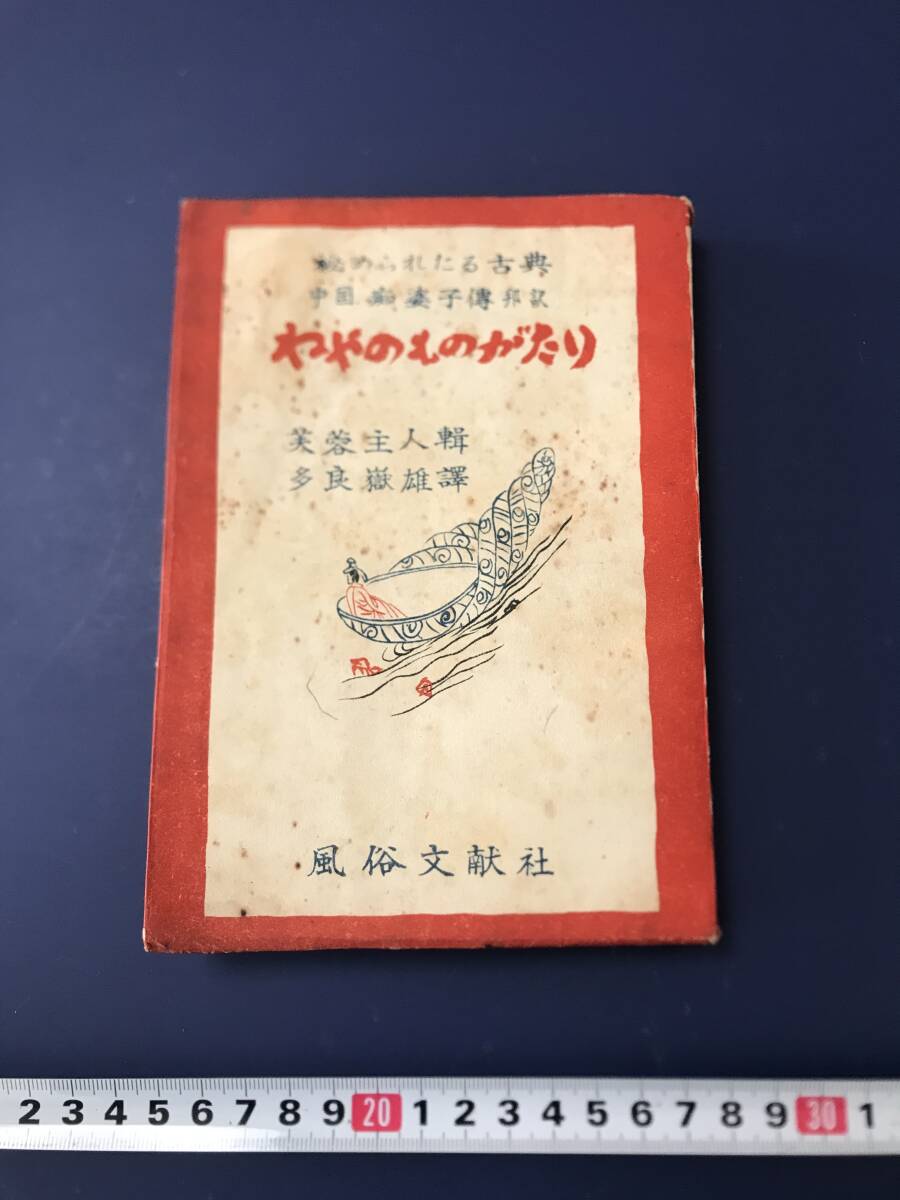 秘められたる古典
中国 痴婆子傳 邦訳
ねやのものがたり
芙蓉主人輯
多良嶽雄譯
風俗文献社
2 3 4 5 6 7 8 9 20 1 2 3 4 5 6 7 8 9 30 1